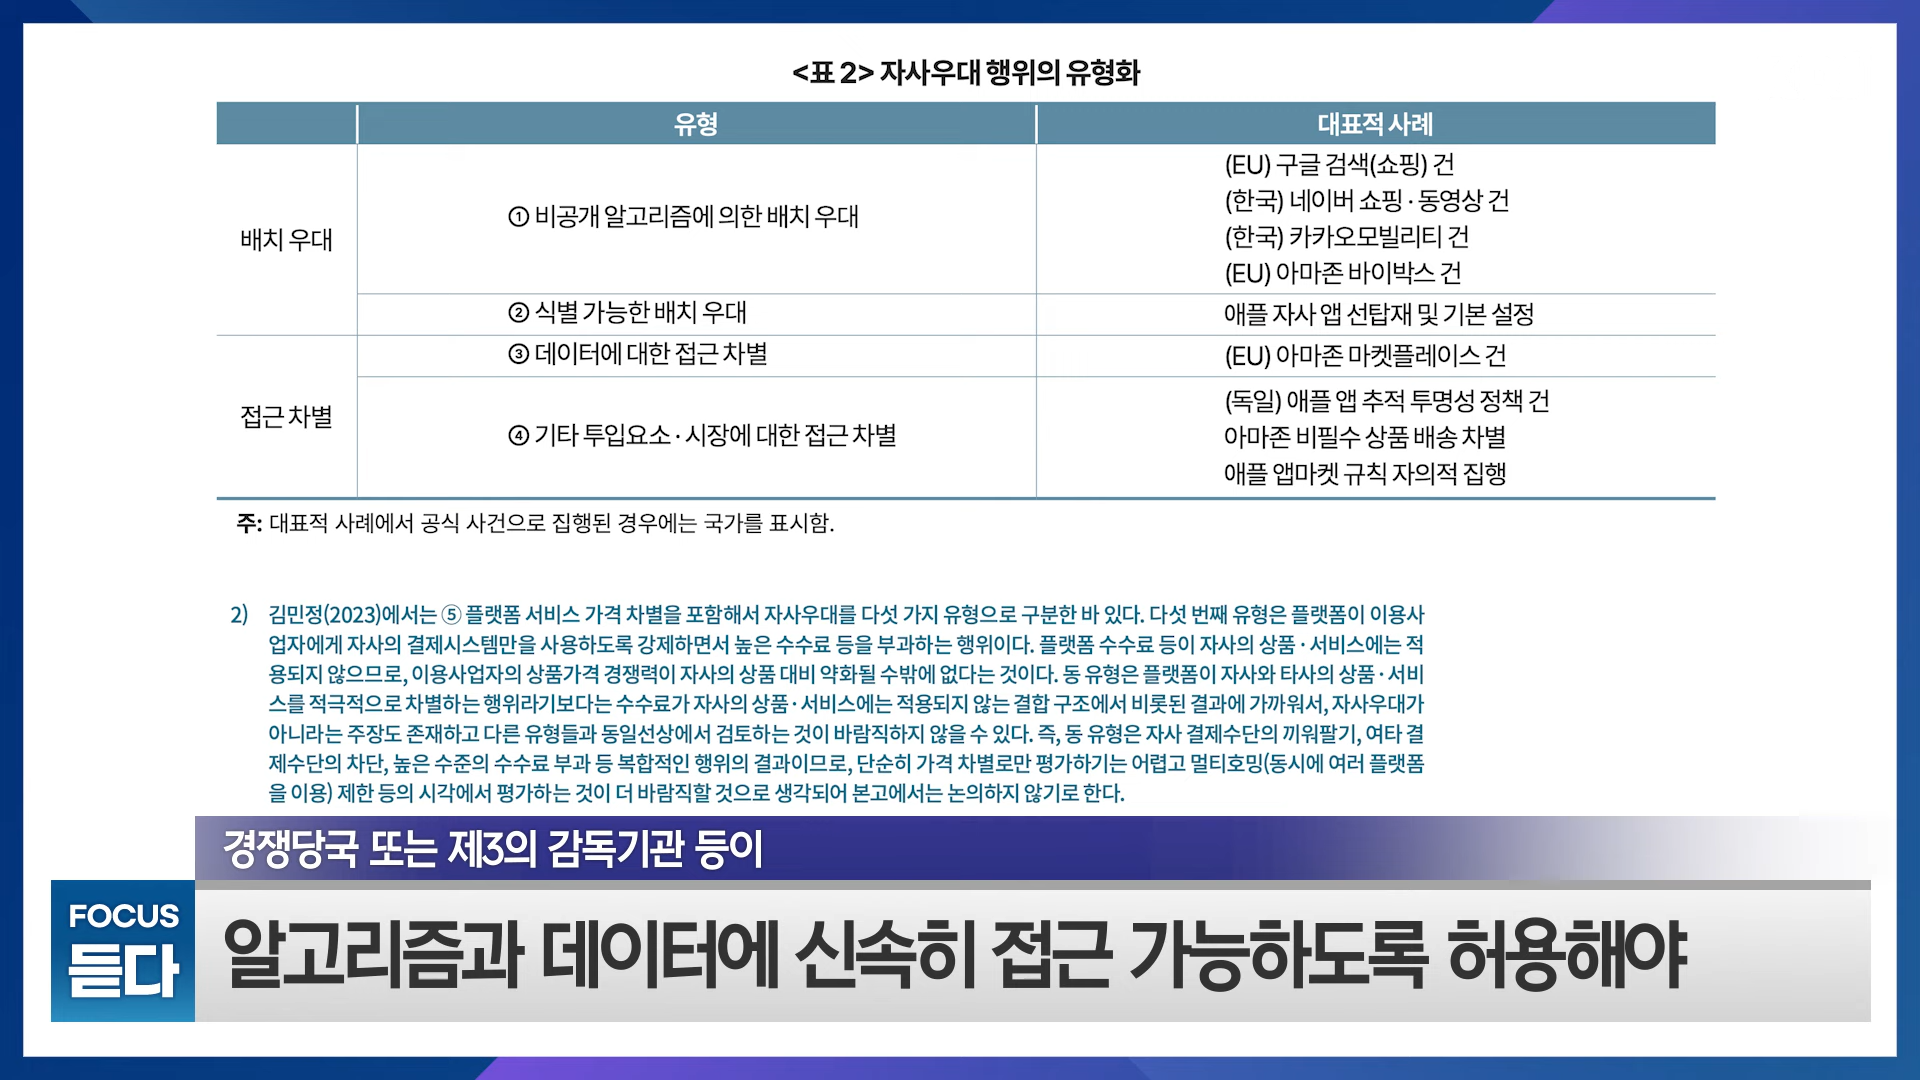 <표 2> 자사우대 행위의 유형화
유형
대표적 사례
배치 우대
① 비공개 알고리즘에 의한 배치 우대
(EU) 구글 검색(쇼핑) 건
(한국) 네이버 쇼핑·동영상 건
(한국) 카카오모빌리티 건
(EU) 아마존 바이박스 건
② 식별 가능한 배치 우대
애플 자사 앱 선탑재 및 기본 설정
접근 차별
③ 데이터에 대한 접근 차별
(EU) 아마존 마켓플레이스 건
④ 기타 투입요소·시장에 대한 접근 차별
(독일) 애플 앱 추적 투명성 정책 건
아마존 비필수 상품 배송 차별
애플 앱마켓 규칙 자의적 집행
주: 대표적 사례에서 공식 사건으로 집행된 경우에는 국가를 표시함.
2) 김민정(2023)에서는 ⑤ 플랫폼 서비스 가격 차별을 포함해서 자사우대를 다섯 가지 유형으로 구분한 바 있다. 다섯 번째 유형은 플랫폼이 이용사
업자에게 자사의 결제시스템만을 사용하도록 강제하면서 높은 수수료 등을 부과하는 행위이다. 플랫폼 수수료 등이 자사의 상품·서비스에는 적
용되지 않으므로, 이용사업자의 상품가격 경쟁력이 자사의 상품 대비 약화될 수밖에 없다는 것이다. 동 유형은 플랫폼이 자사와 타사의 상품·서비
스를 적극적으로 차별하는 행위라기보다는 수수료가 자사의 상품·서비스에는 적용되지 않는 결합 구조에서 비롯된 결과에 가까워서, 자사우대가
아니라는 주장도 존재하고 다른 유형들과 동일선상에서 검토하는 것이 바람직하지 않을 수 있다. 즉, 동 유형은 자사 결제수단의 끼워팔기, 여타 결
제수단의 차단, 높은 수준의 수수료 부과 등 복합적인 행위의 결과이므로, 단순히 가격 차별로만 평가하기는 어렵고 멀티호밍(동시에 여러 플랫폼
을 이용) 제한 등의 시각에서 평가하는 것이 더 바람직할 것으로 생각되어 본고에서는 논의하지 않기로 한다.
경쟁당국 또는 제3의 감독기관 등이
FOCUS
듣다
알고리즘과 데이터에 신속히 접근 가능하도록 허용해야